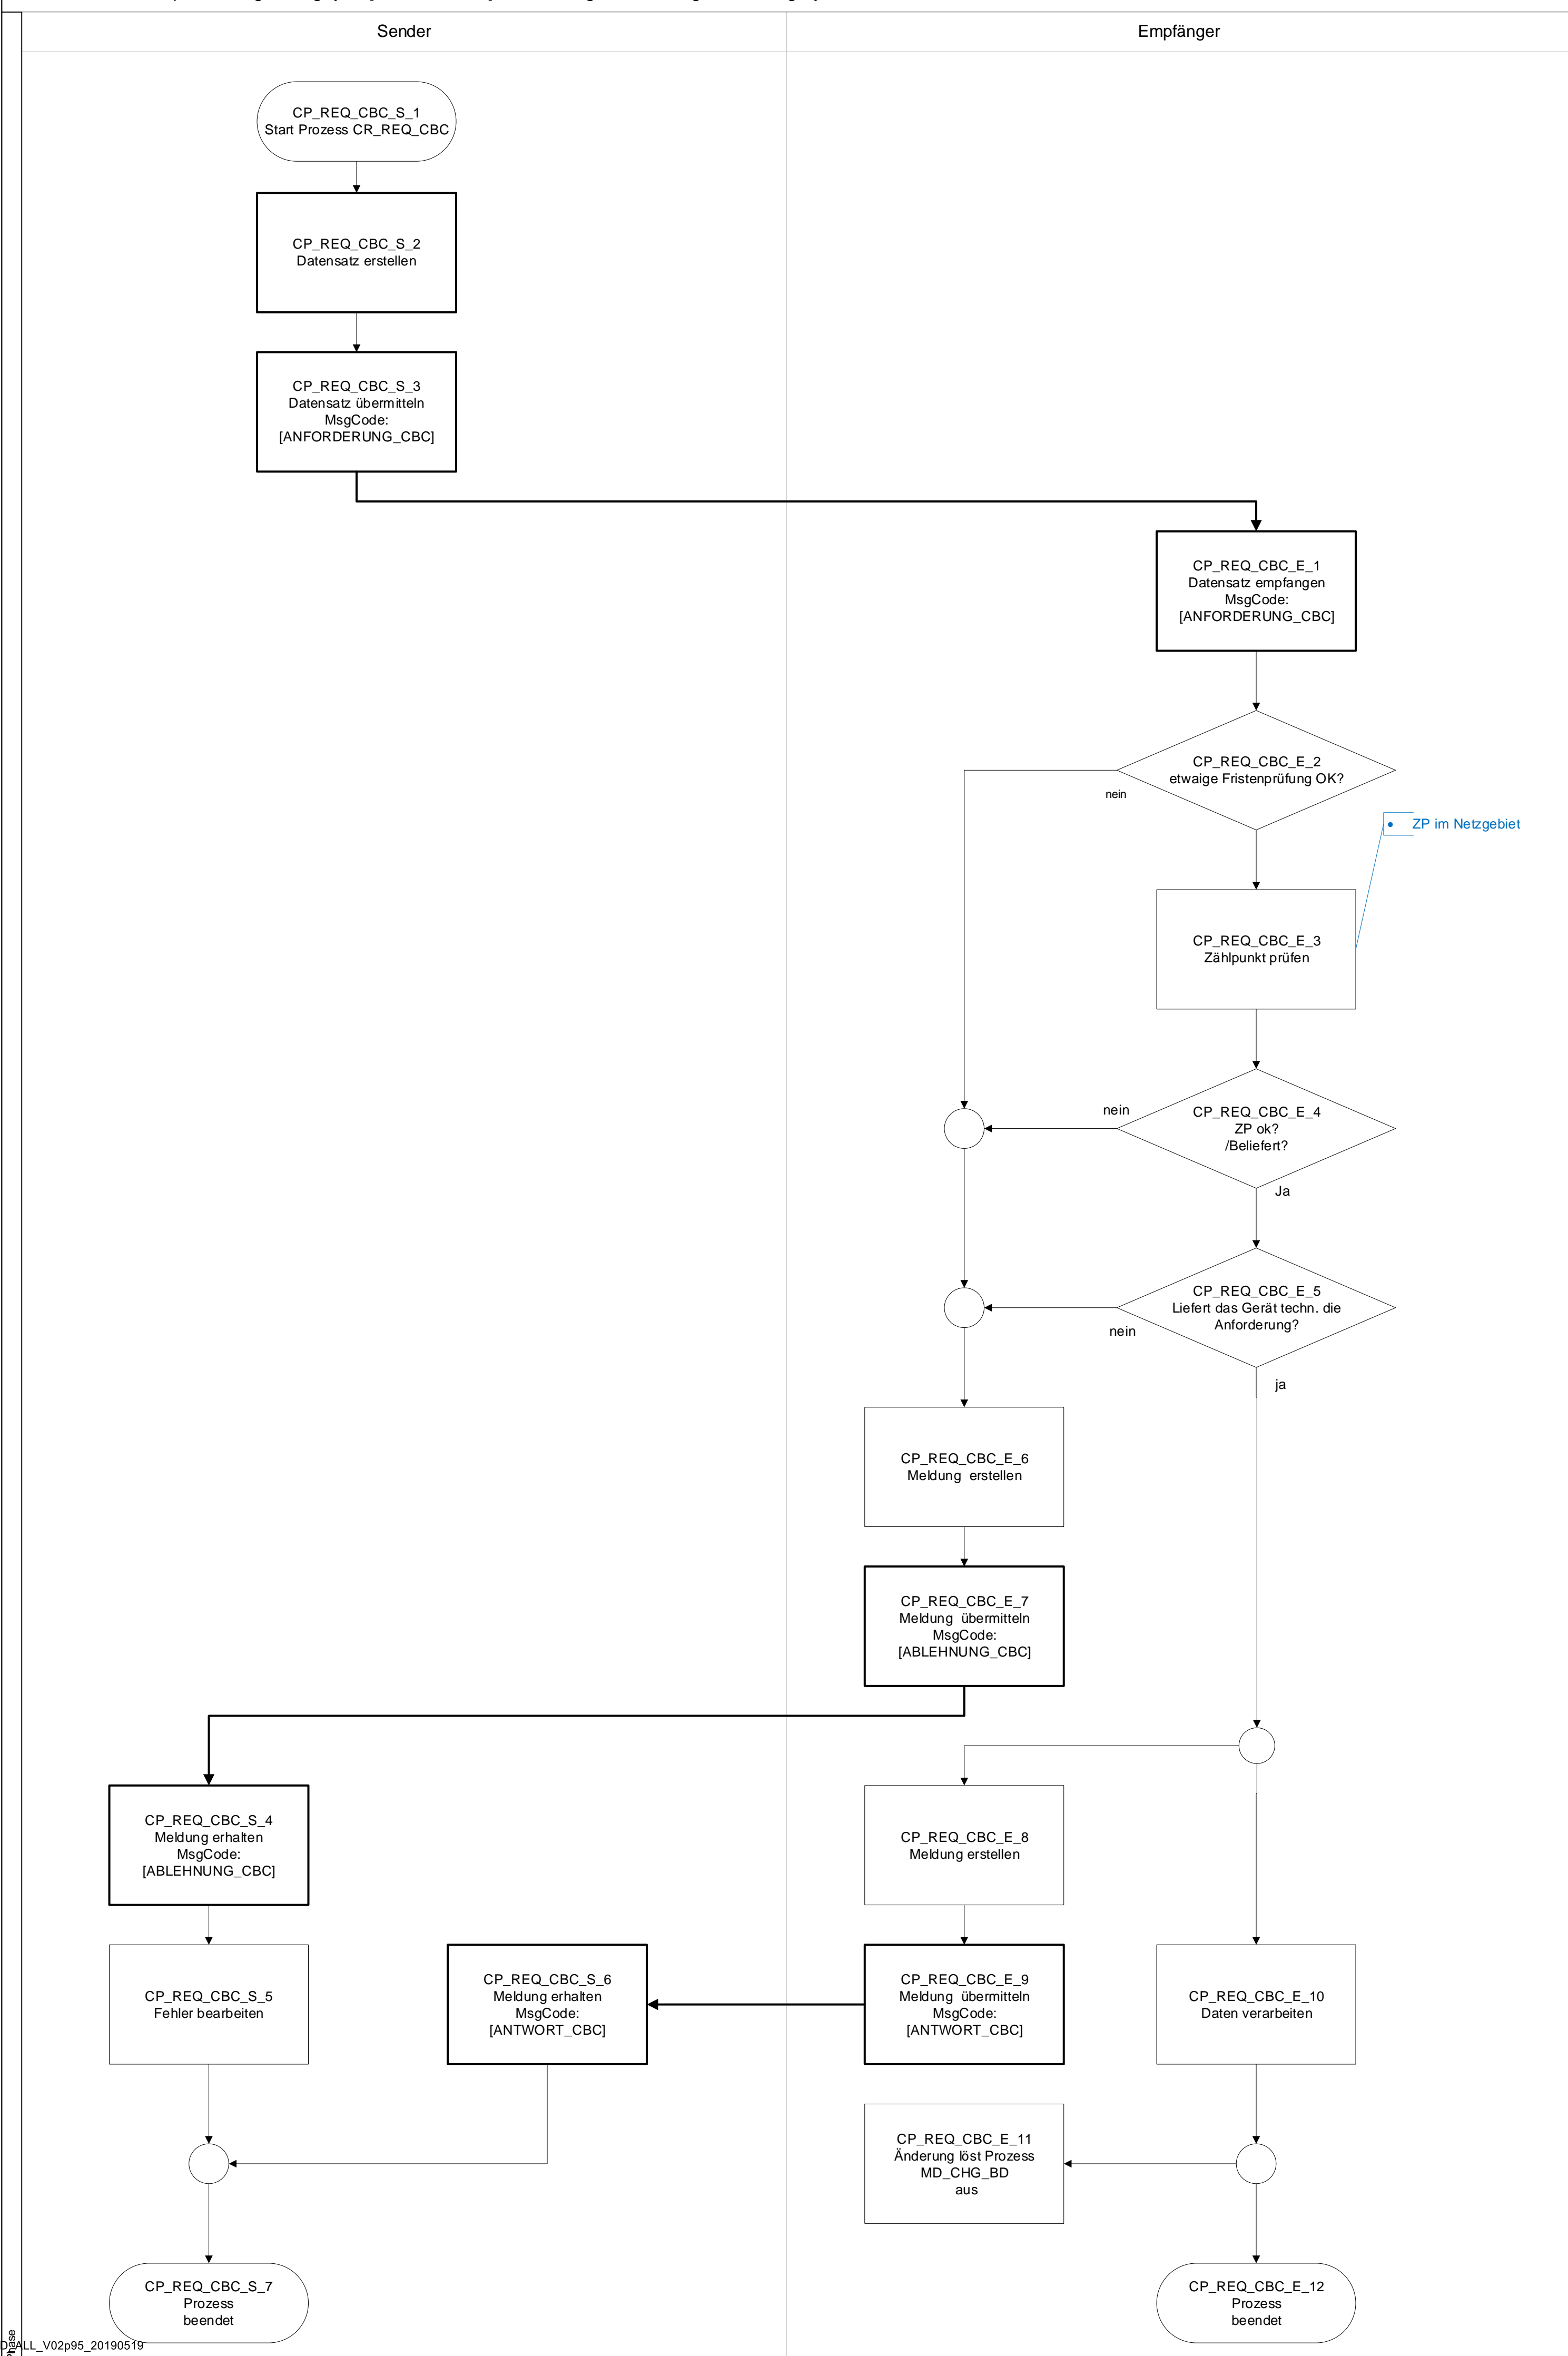 Sender
Empfänger
CP_REQ_CBC_S_1
Start Prozess CR_REQ_CBC
CP_REQ_CBC_S_2
Datensatz erstellen
CP_REQ_CBC_S_3
Datensatz übermitteln
MsgCode:
[ANFORDERUNG_CBC]
CP_REQ_CBC_E_1
Datensatz empfangen
MsgCode:
[ANFORDERUNG_CBC]
CP_REQ_CBC_E_2
etwaige Fristenprüfung OK?
nein
• ZP im Netzgebiet
CP_REQ_CBC_E_3
Zählpunkt prüfen
nein
CP_REQ_CBC_E_4
ZP ok?
/Beliefert?
Ja
CP_REQ_CBC_E_5
Liefert das Gerät techn. die
Anforderung?
nein
ja
CP_REQ_CBC_E_6
Meldung erstellen
CP_REQ_CBC_E_7
Meldung übermitteln
MsgCode:
[ABLEHNUNG_CBC]
CP_REQ_CBC_S_4
Meldung erhalten
MsgCode:
[ABLEHNUNG_CBC]
CP_REQ_CBC_E_8
Meldung erstellen
CP_REQ_CBC_S_5
Fehler bearbeiten
CP_REQ_CBC_S_6
Meldung erhalten
MsgCode:
[ANTWORT_CBC]
CP_REQ_CBC_E_9
Meldung übermitteln
MsgCode:
[ANTWORT_CBC]
CP_REQ_CBC_E_10
Daten verarbeiten
CP_REQ_CBC_E_11
Änderung löst Prozess
MD_CHG_BD
aus
CP_REQ_CBC_S_7
Prozess
beendet
CP_REQ_CBC_E_12
Prozess
beendet
Phase
ALL_V02p95_20190519